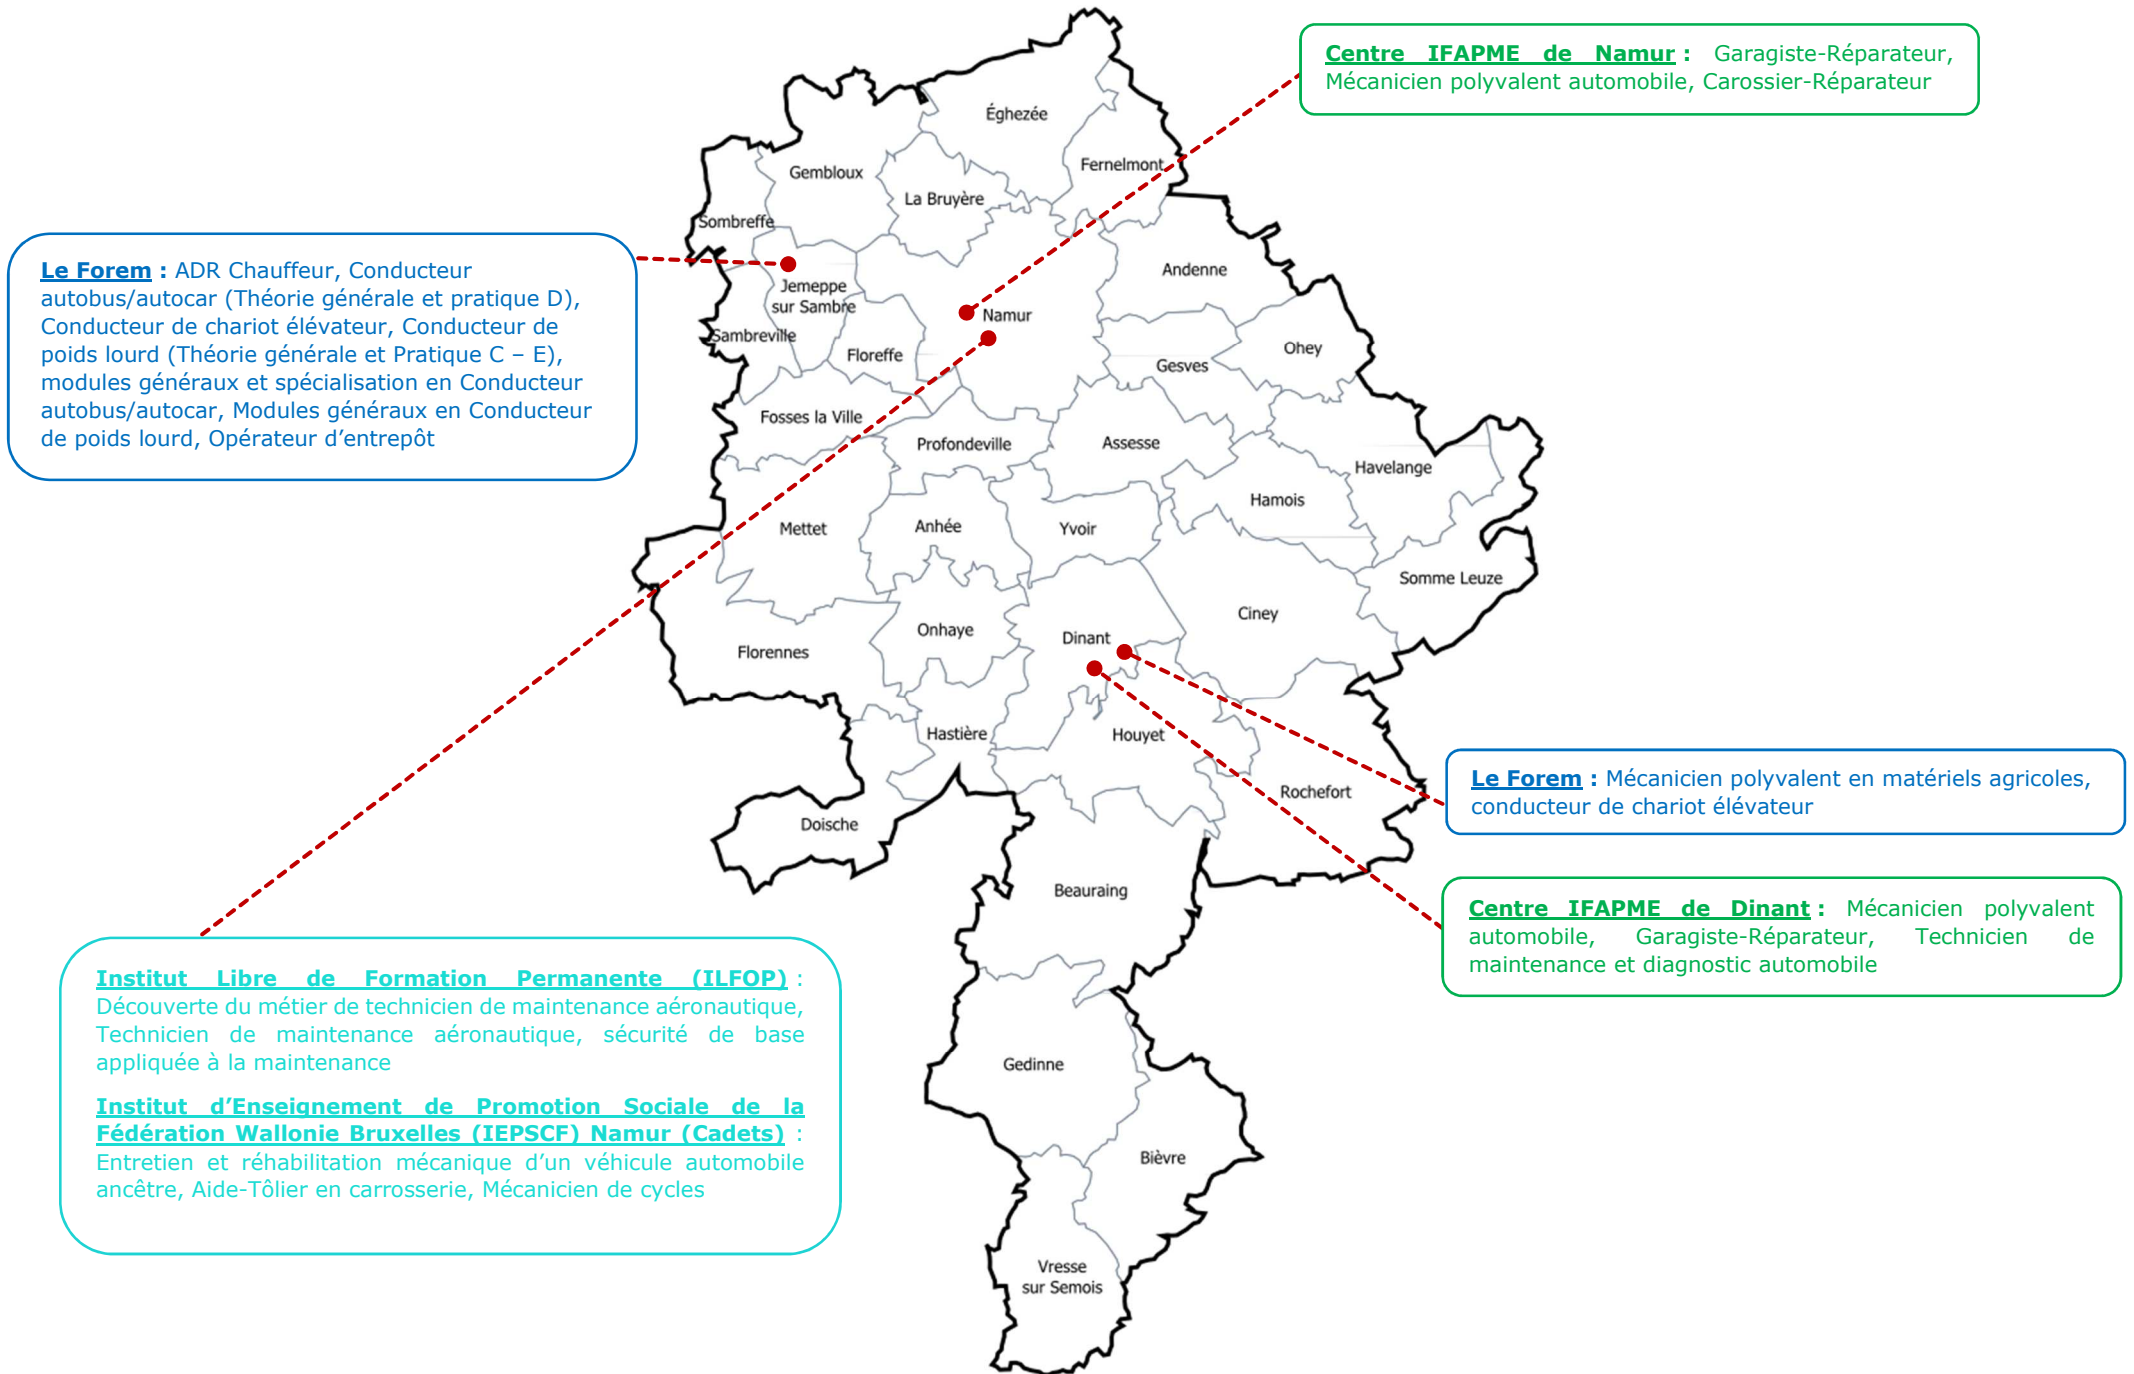 Centre IFAPME de Namur : Garagiste-Réparateur,
Mécanicien polyvalent automobile, Carossier-Réparateur
Éghezée
Fernelmont
Gembloux
La Bruyère
Sombreffe
Le Forem : ADR Chauffeur, Conducteur
autobus/autocar (Théorie générale et pratique D),
Conducteur de chariot élévateur, Conducteur de
poids lourd (Théorie générale et Pratique C – E),
modules généraux et spécialisation en Conducteur
autobus/autocar, Modules généraux en Conducteur
de poids lourd, Opérateur d’entrepôt
Andenne
Jemeppe
sur Sambre
Namur
Sambreville
Floreffe
Ohey
Gesves
Fosses la Ville
Profondeville
Assesse
Havelange
Hamois
Mettet
Anhée
Yvoir
Somme Leuze
Ciney
Onhaye
Dinant
Florennes
Hastière
Houyet
Rochefort
Le Forem : Mécanicien polyvalent en matériels agricoles,
conducteur de chariot élévateur
Doische
Beauraing
Centre IFAPME de Dinant : Mécanicien polyvalent
automobile, Garagiste-Réparateur, Technicien de
maintenance et diagnostic automobile
Institut Libre de Formation Permanente (ILFOP) :
Découverte du métier de technicien de maintenance aéronautique,
Technicien de maintenance aéronautique, sécurité de base
appliquée à la maintenance
Institut d’Enseignement de Promotion Sociale de la
Fédération Wallonie Bruxelles (IEPSCF) Namur (Cadets) :
Entretien et réhabilitation mécanique d’un véhicule automobile
ancêtre, Aide-Tôlier en carrosserie, Mécanicien de cycles
Gedinne
Bièvre
Vresse
sur Semois